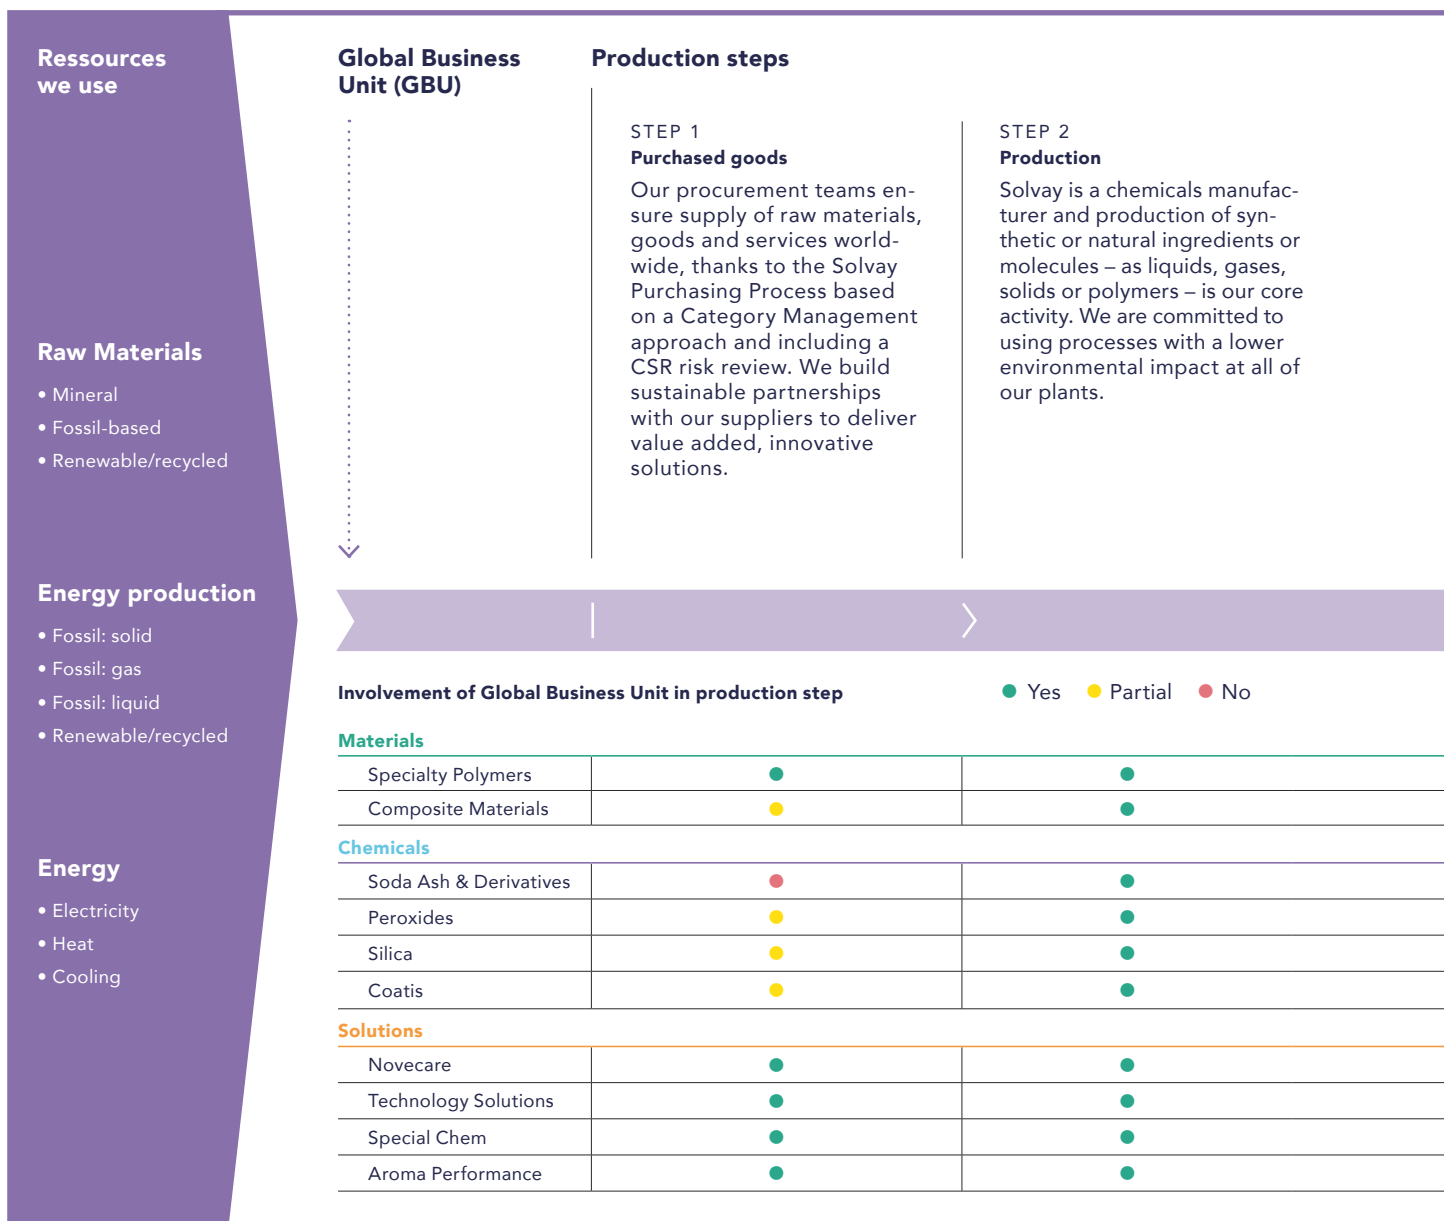 Ressources
we use
Raw Materials
• Mineral
• Fossil-based
• Renewable/recycled
Energy production
• Fossil: solid
• Fossil: gas
• Fossil: liquid
• Renewable/recycled
Energy
• Electricity
• Heat
• Cooling
Global Business
Unit (GBU)
Production steps
STEP 1
Purchased goods
Our procurement teams en-
sure supply of raw materials,
goods and services world-
wide, thanks to the Solvay
Purchasing Process based
on a Category Management
approach and including a
CSR risk review. We build
sustainable partnerships
with our suppliers to deliver
value added, innovative
solutions.
STEP 2
Production
Solvay is a chemicals manufac-
turer and production of syn-
thetic or natural ingredients or
molecules – as liquids, gases,
solids or polymers – is our core
activity. We are committed to
using processes with a lower
environmental impact at all of
our plants.
Involvement of Global Business Unit in production step
Yes Partial No
Materials
Specialty Polymers
Composite Materials
Chemicals
Soda Ash & Derivatives
Peroxides
Silica
Coatis
Solutions
Novecare
Technology Solutions
Special Chem
Aroma Performance